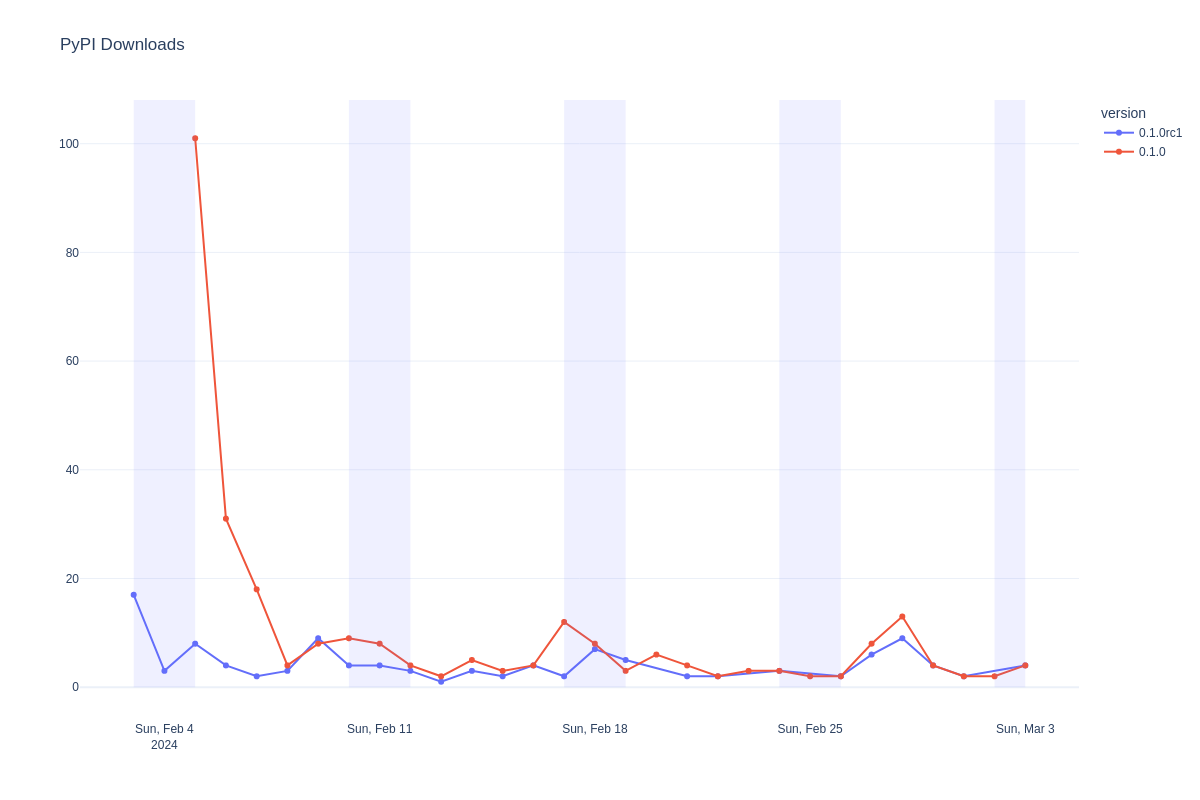 PyPI Downloads
version
0.1.0rc1
0.1.0
100
80
60
40
20
0
Sun, Feb 4
2024
Sun, Feb 11
Sun, Feb 18
Sun, Feb 25
Sun, Mar 3